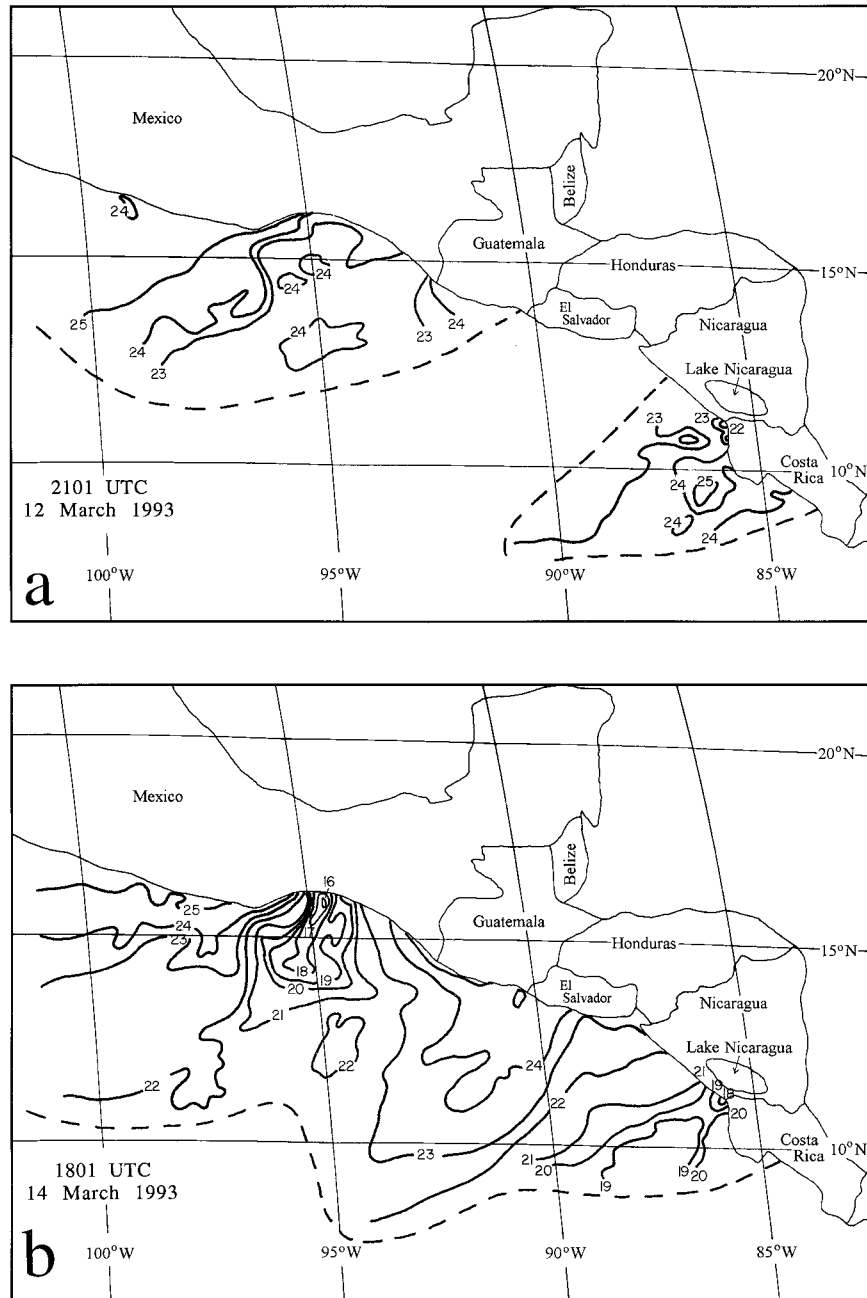 20°N
Mexico
Belize
24
Guatemala
Honduras
15°N
24
24
El
Salvador
Nicaragua
25
24
23
24
23
24
Lake Nicaragua
23
23
22
10°N
Costa
Rica
24
25
24
24
2101 UTC
12 March 1993
100°W
95°W
90°W
85°W
a
20°N
Mexico
Belize
16
25
Guatemala
24
23
Honduras
15°N
18
19
El
Salvador
20
Nicaragua
21
Lake Nicaragua
22
24
21
19
18
22
22
20
23
21
20
10°N
Costa
Rica
19
19
20
1801 UTC
14 March 1993
100°W
95°W
90°W
85°W
b